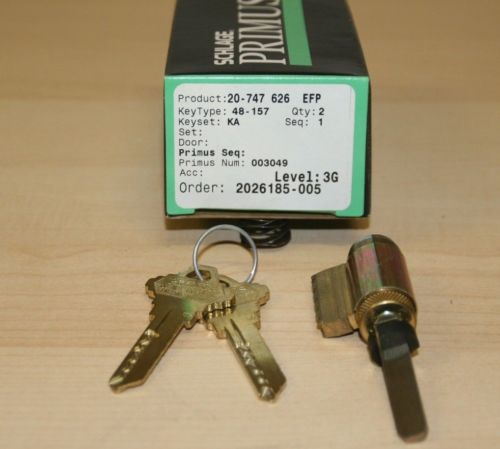 SCHLAGE
PRIMUS
Product:20-747 626 EFP
KeyType: 48-157 Qty: 2
Keyset: KA Seq: 1
Set:
Door:
Primus Seq:
Primus Num: 003049
Acc:
Level: 3G
Order: 2026185-005